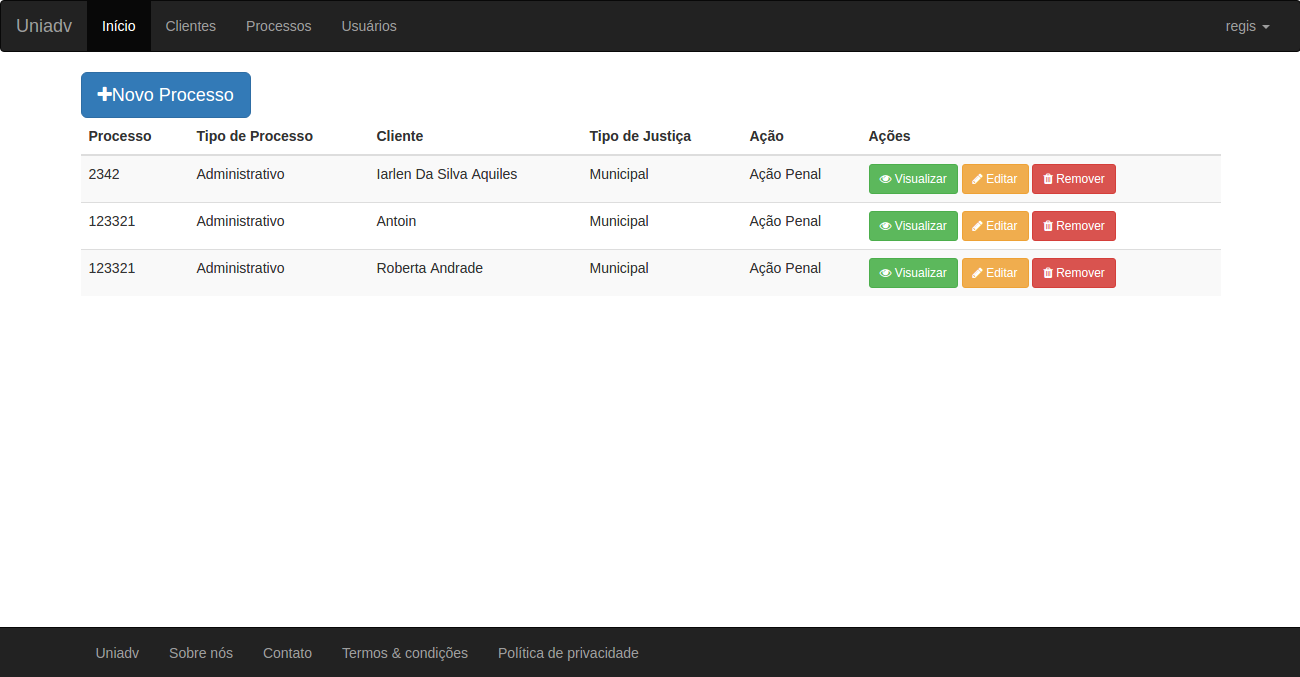 Uniadv Início Clientes Processos Usuários regis
Novo Processo
Processo Tipo de Processo Cliente Tipo de Justiça Ação Ações
2342 Administrativo Iarlen Da Silva Aquiles Municipal Ação Penal Visualizar Editar Remover
123321 Administrativo Antoin Municipal Ação Penal Visualizar Editar Remover
123321 Administrativo Roberta Andrade Municipal Ação Penal Visualizar Editar Remover
Uniadv Sobre nós Contato Termos & condições Política de privacidade